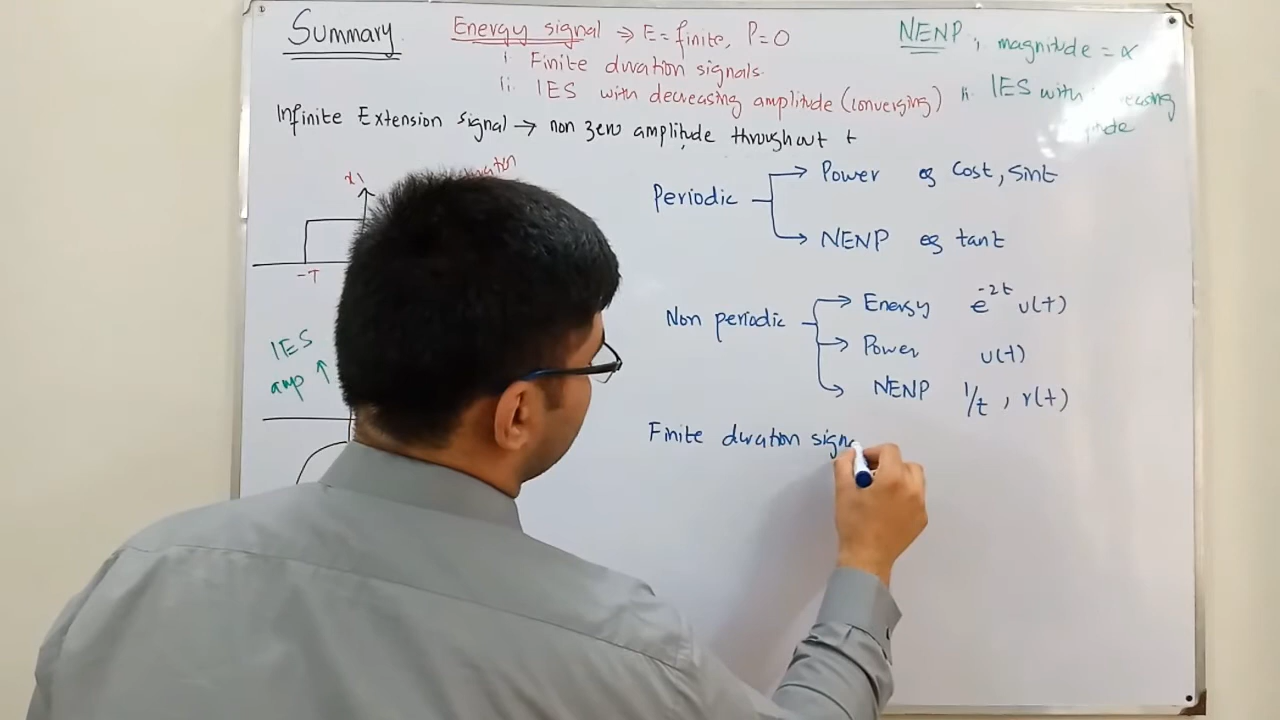 Summary
Energy signal → E = finite, P = 0
i. Finite duration signals.
ii. IES with decreasing amplitude (converging)
NENP ; magnitude = ∝
ii. IES with
Infinite Extension signal → non zero amplitude throughout t
-T
IES
amp ↑
Periodic
→ Power eg cost, sint
→ NENP eg tant
Non periodic
→ Energy e^-2t u(t)
→ Power u(t)
→ NENP 1/t , r(t)
Finite duration